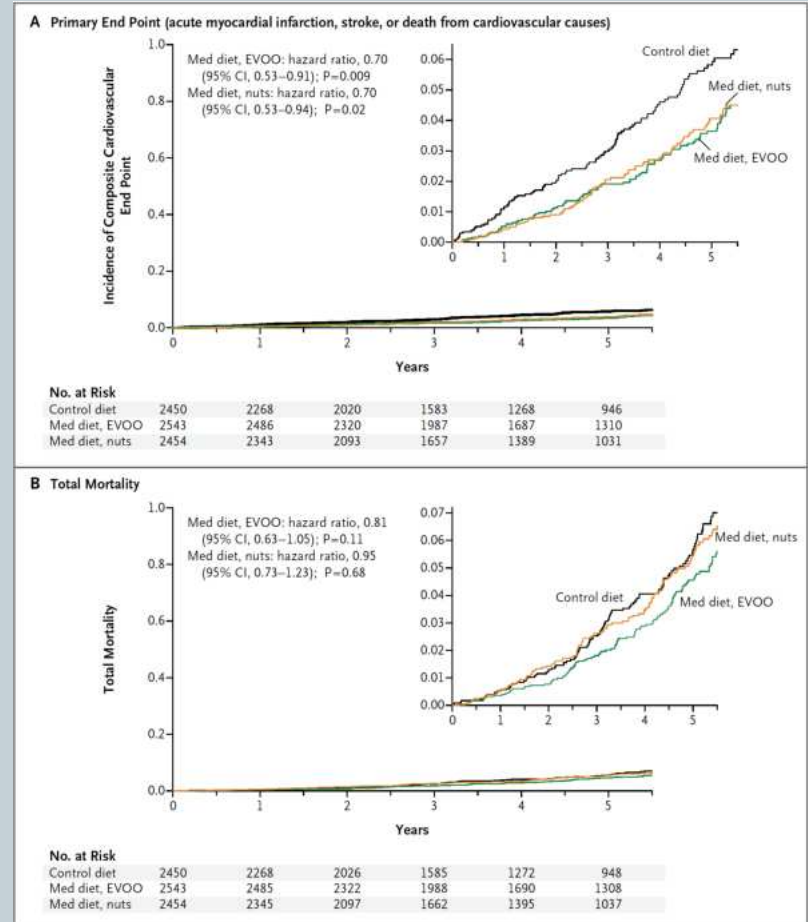 A Primary End Point (acute myocardial infarction, stroke, or death from cardiovascular causes)
Incidence of Composite Cardiovascular
End Point
1.0
0.8
0.6
0.4
0.2
0.0
Med diet, EVOO: hazard ratio, 0.70
(95% CI, 0.53–0.91); P=0.009
Med diet, nuts: hazard ratio, 0.70
(95% CI, 0.53–0.94); P=0.02
0.06
0.05
0.04
0.03
0.02
0.01
0.00
Control diet
Med diet, nuts
Med diet, EVOO
0 1 2 3 4 5
0 1 2 3 4 5
Years
No. at Risk
Control diet 2450 2268 2020 1583 1268 946
Med diet, EVOO 2543 2486 2320 1987 1687 1310
Med diet, nuts 2454 2343 2093 1657 1389 1031
B Total Mortality
Total Mortality
1.0
0.8
0.6
0.4
0.2
0.0
Med diet, EVOO: hazard ratio, 0.81
(95% CI, 0.63–1.05); P=0.11
Med diet, nuts: hazard ratio, 0.95
(95% CI, 0.73–1.23); P=0.68
0.07
0.06
0.05
0.04
0.03
0.02
0.01
0.00
Med diet, nuts
Control diet
Med diet, EVOO
0 1 2 3 4 5
0 1 2 3 4 5
Years
No. at Risk
Control diet 2450 2268 2026 1585 1272 948
Med diet, EVOO 2543 2485 2322 1988 1690 1308
Med diet, nuts 2454 2345 2097 1662 1395 1037